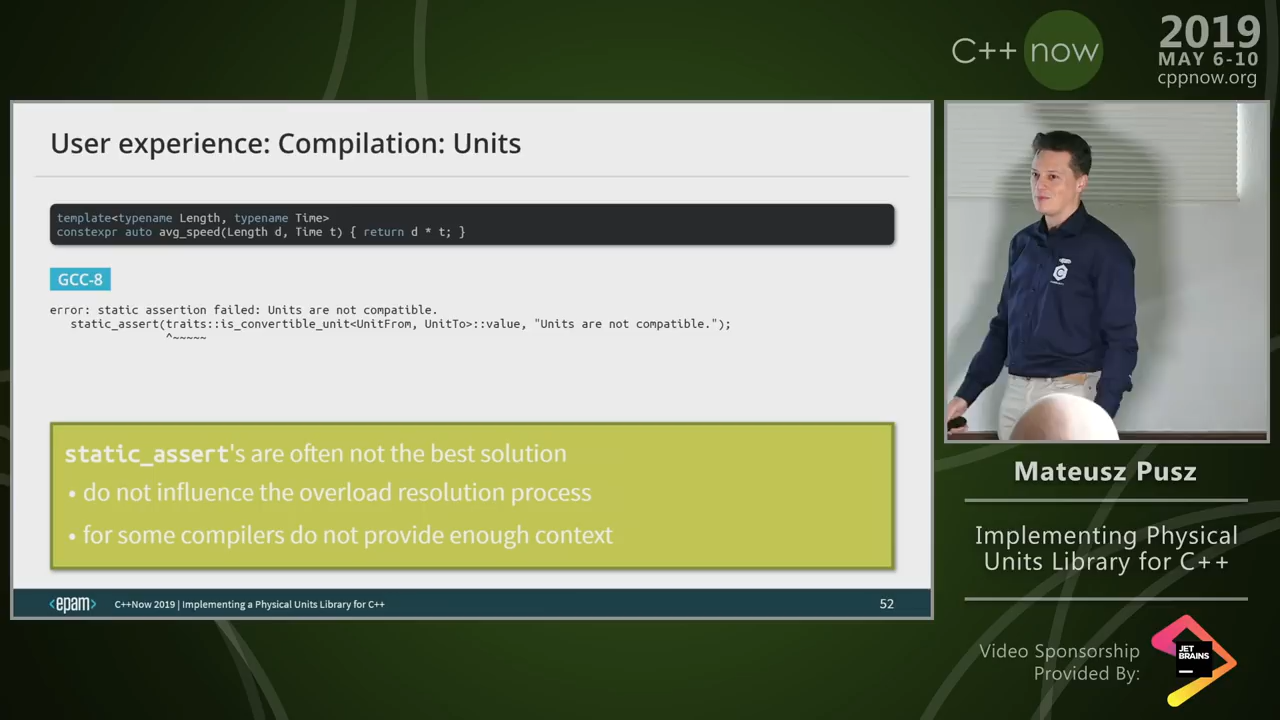 C++ now
2019
MAY 6-10
cppnow.org
User experience: Compilation: Units
template<typename Length, typename Time>
constexpr auto avg_speed(Length d, Time t) { return d * t; }
GCC-8
error: static assertion failed: Units are not compatible.
static_assert(traits::is_convertible_unit<UnitFrom, UnitTo>::value, "Units are not compatible.");
^~~~~~
static_assert's are often not the best solution
• do not influence the overload resolution process
• for some compilers do not provide enough context
<epam>
C++Now 2019 | Implementing a Physical Units Library for C++
52
Mateusz Pusz
Implementing Physical
Units Library for C++
Video Sponsorship
Provided By:
JET
BRAINS